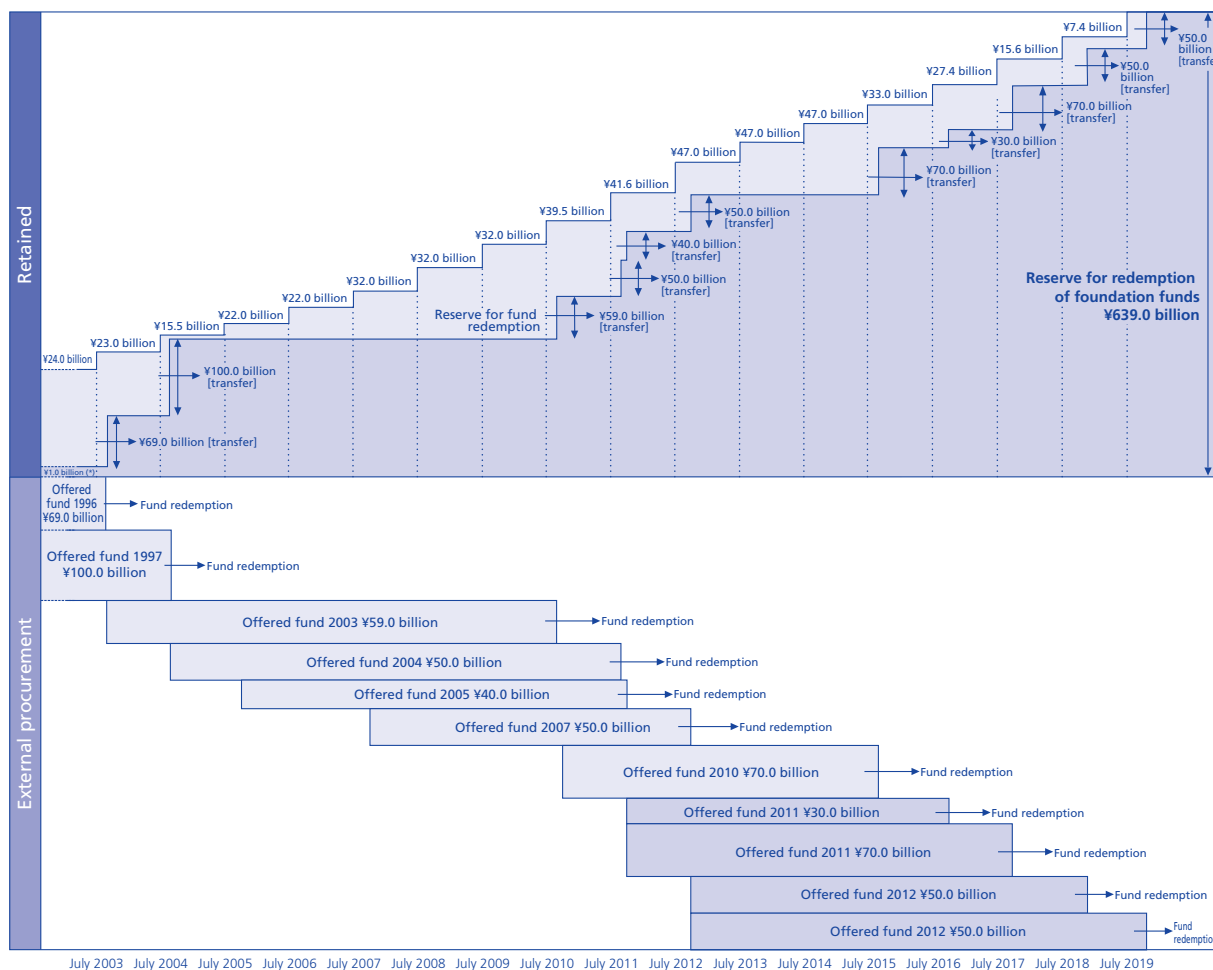 Retained
¥24.0 billion
¥23.0 billion
¥15.5 billion
¥22.0 billion
¥22.0 billion
¥32.0 billion
¥32.0 billion
¥32.0 billion
¥39.5 billion
¥41.6 billion
¥47.0 billion
¥47.0 billion
¥47.0 billion
¥33.0 billion
¥27.4 billion
¥15.6 billion
¥7.4 billion
¥1.0 billion (*)
¥69.0 billion [transfer]
¥100.0 billion
[transfer]
Reserve for fund
redemption
¥59.0 billion
[transfer]
¥50.0 billion
[transfer]
¥40.0 billion
[transfer]
¥50.0 billion
[transfer]
¥70.0 billion
[transfer]
¥30.0 billion
[transfer]
¥70.0 billion
[transfer]
¥50.0
billion
[transfer]
¥50.0
billion
[transfe
Reserve for redemption
of foundation funds
¥639.0 billion
External procurement
Offered
fund 1996
¥69.0 billion
Fund redemption
Offered fund 1997
¥100.0 billion
Fund redemption
Offered fund 2003 ¥59.0 billion
Fund redemption
Offered fund 2004 ¥50.0 billion
Fund redemption
Offered fund 2005 ¥40.0 billion
Fund redemption
Offered fund 2007 ¥50.0 billion
Fund redemption
Offered fund 2010 ¥70.0 billion
Fund redemption
Offered fund 2011 ¥30.0 billion
Fund redemption
Offered fund 2011 ¥70.0 billion
Fund redemption
Offered fund 2012 ¥50.0 billion
Fund redemption
Offered fund 2012 ¥50.0 billion
Fund
redemptio
July 2003 July 2004 July 2005 July 2006 July 2007 July 2008 July 2009 July 2010 July 2011 July 2012 July 2013 July 2014 July 2015 July 2016 July 2017 July 2018 July 2019